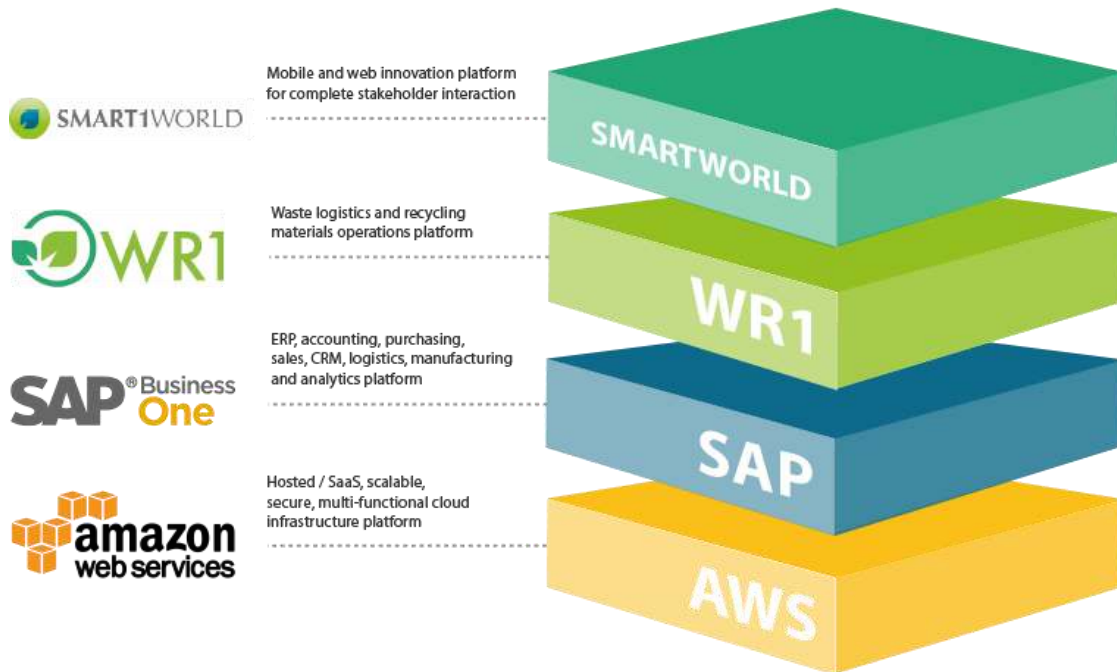 Mobile and web innovation platform
for complete stakeholder interaction
SMART1WORLD
SMARTWORLD
Waste logistics and recycling
materials operations platform
WR1
WR1
ERP, accounting, purchasing,
sales, CRM, logistics, manufacturing
and analytics platform
SAP® Business
One
SAP
Hosted / SaaS, scalable,
secure, multi-functional cloud
infrastructure platform
amazon
web services
AWS